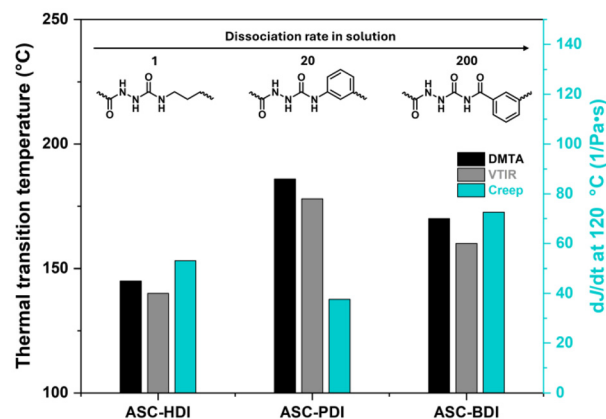 Dissociation rate in solution
1 20 200
O H N N H O N H
O H N N H O N H
O H N N H O N H O
250
200
150
100
Thermal transition temperature (°C)
DMTA
VTIR
Creep
140
120
100
80
60
40
20
0
dJ/dt at 120 °C (1/Pa•s)
ASC-HDI ASC-PDI ASC-BDI